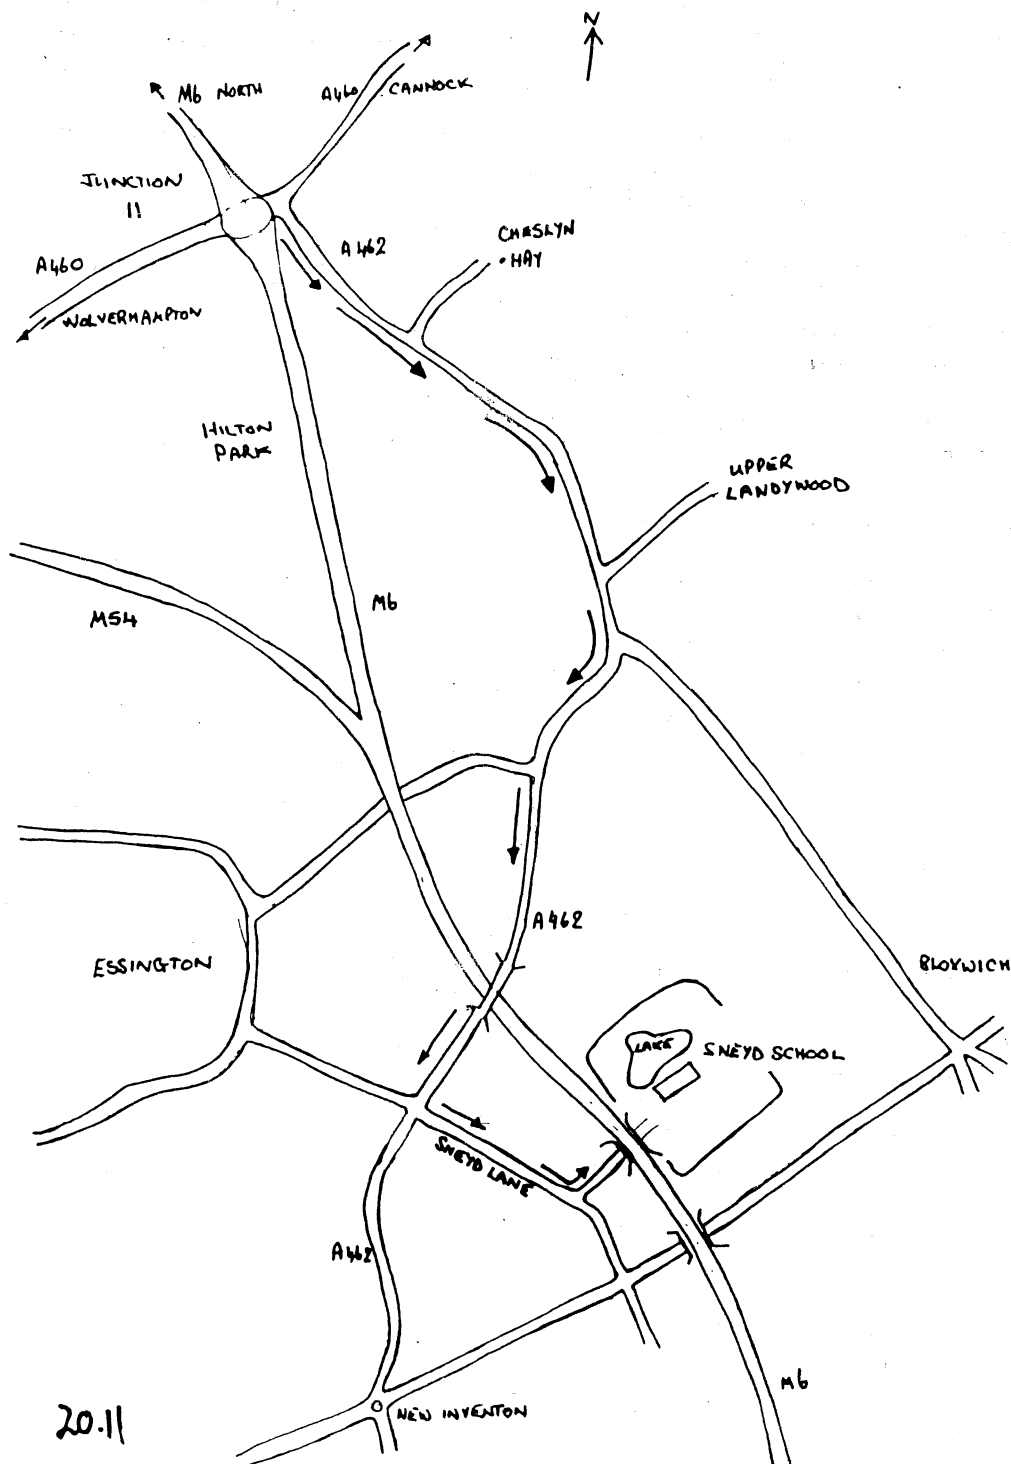 N
M6 NORTH
A460 CANNOCK
JUNCTION
11
A462
CHESLYN
HAY
A460
WOLVERHAMPTON
HILTON
PARK
UPPER
LANDYWOOD
M54
M6
A462
ESSINGTON
BLOXWICH
LAKE
SNEYD SCHOOL
SNEYD LANE
A462
M6
NEW INVENTON
20.11